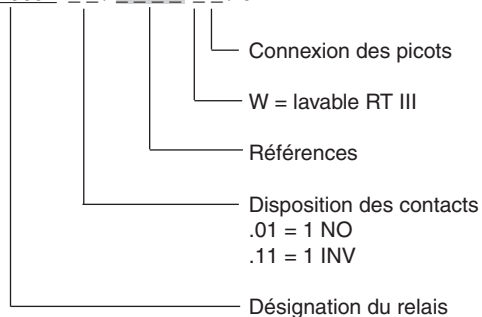 Connexion des picots
W = lavable RT III
Références
Disposition des contacts
.01 = 1 NO
.11 = 1 INV
Désignation du relais